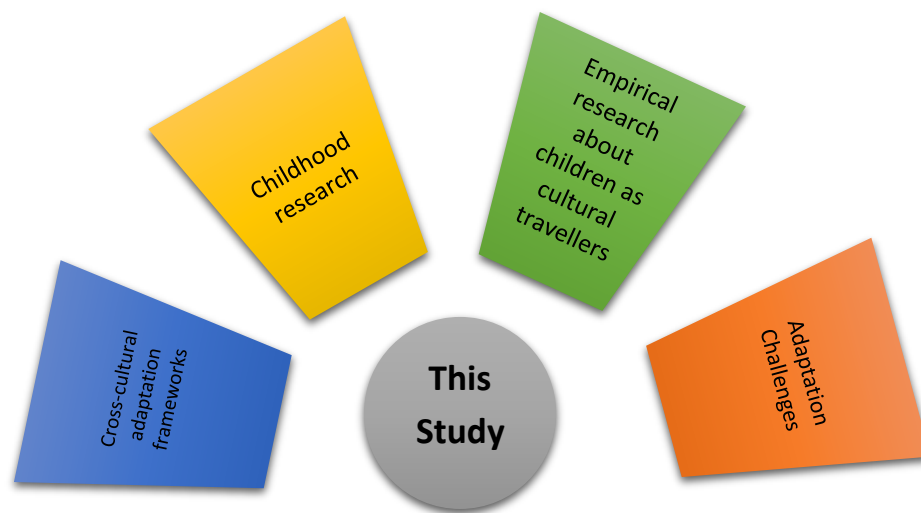 Cross-cultural
adaptation
frameworks
Childhood
research
Empirical
research
about
children as
cultural
travellers
Adaptation
Challenges
This
Study